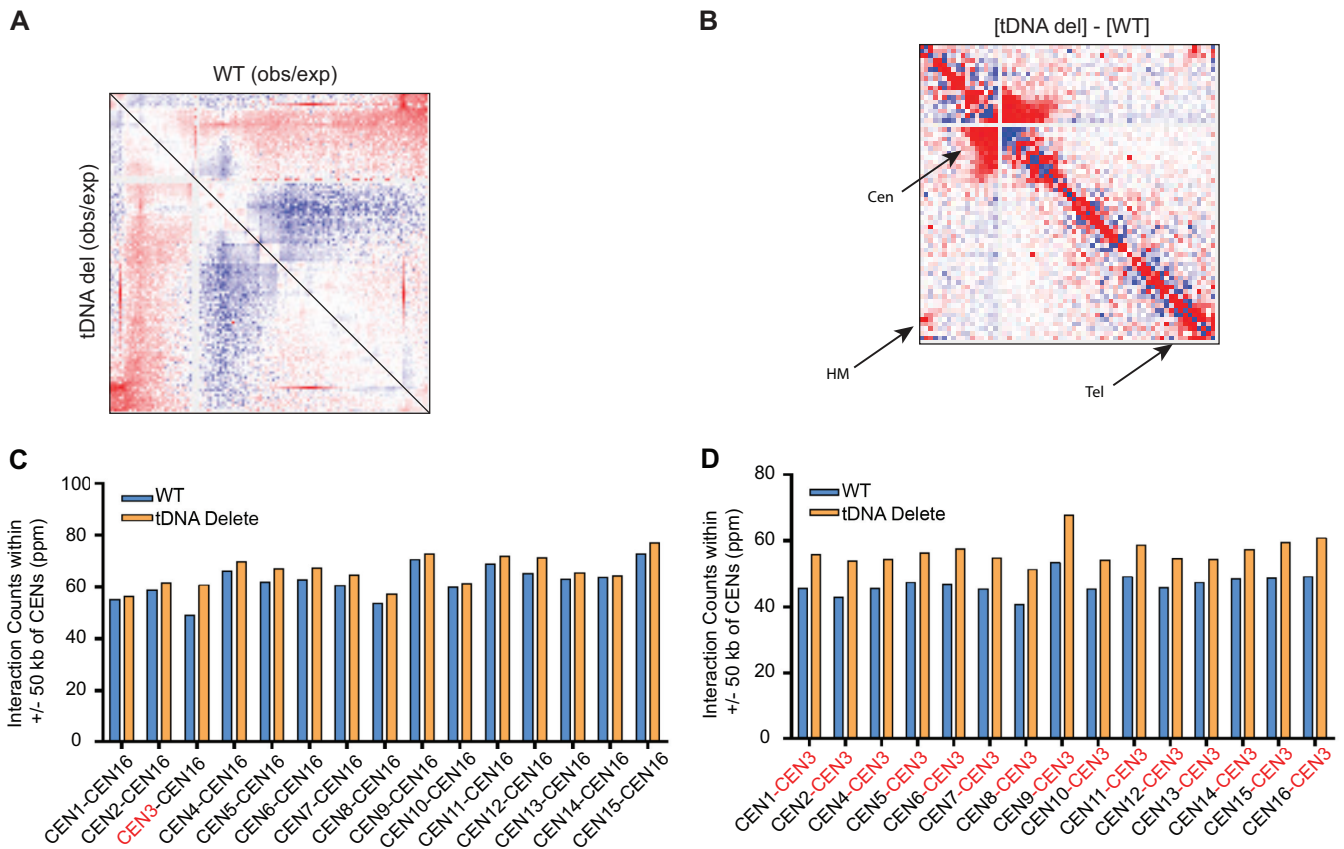 A
WT (obs/exp)
tDNA del (obs/exp)
B
[tDNA del] - [WT]
Cen
HM
Tel
C
Interaction Counts within
+/- 50 kb of CENs (ppm)
100
80
60
40
20
0
WT
tDNA Delete
CEN1-CEN16
CEN2-CEN16
CEN3-CEN16
CEN4-CEN16
CEN5-CEN16
CEN6-CEN16
CEN7-CEN16
CEN8-CEN16
CEN9-CEN16
CEN10-CEN16
CEN11-CEN16
CEN12-CEN16
CEN13-CEN16
CEN14-CEN16
CEN15-CEN16
D
Interaction Counts within
+/- 50 kb of CENs (ppm)
80
60
40
20
0
WT
tDNA Delete
CEN1-CEN3
CEN2-CEN3
CEN4-CEN3
CEN5-CEN3
CEN6-CEN3
CEN7-CEN3
CEN8-CEN3
CEN9-CEN3
CEN10-CEN3
CEN11-CEN3
CEN12-CEN3
CEN13-CEN3
CEN14-CEN3
CEN15-CEN3
CEN16-CEN3